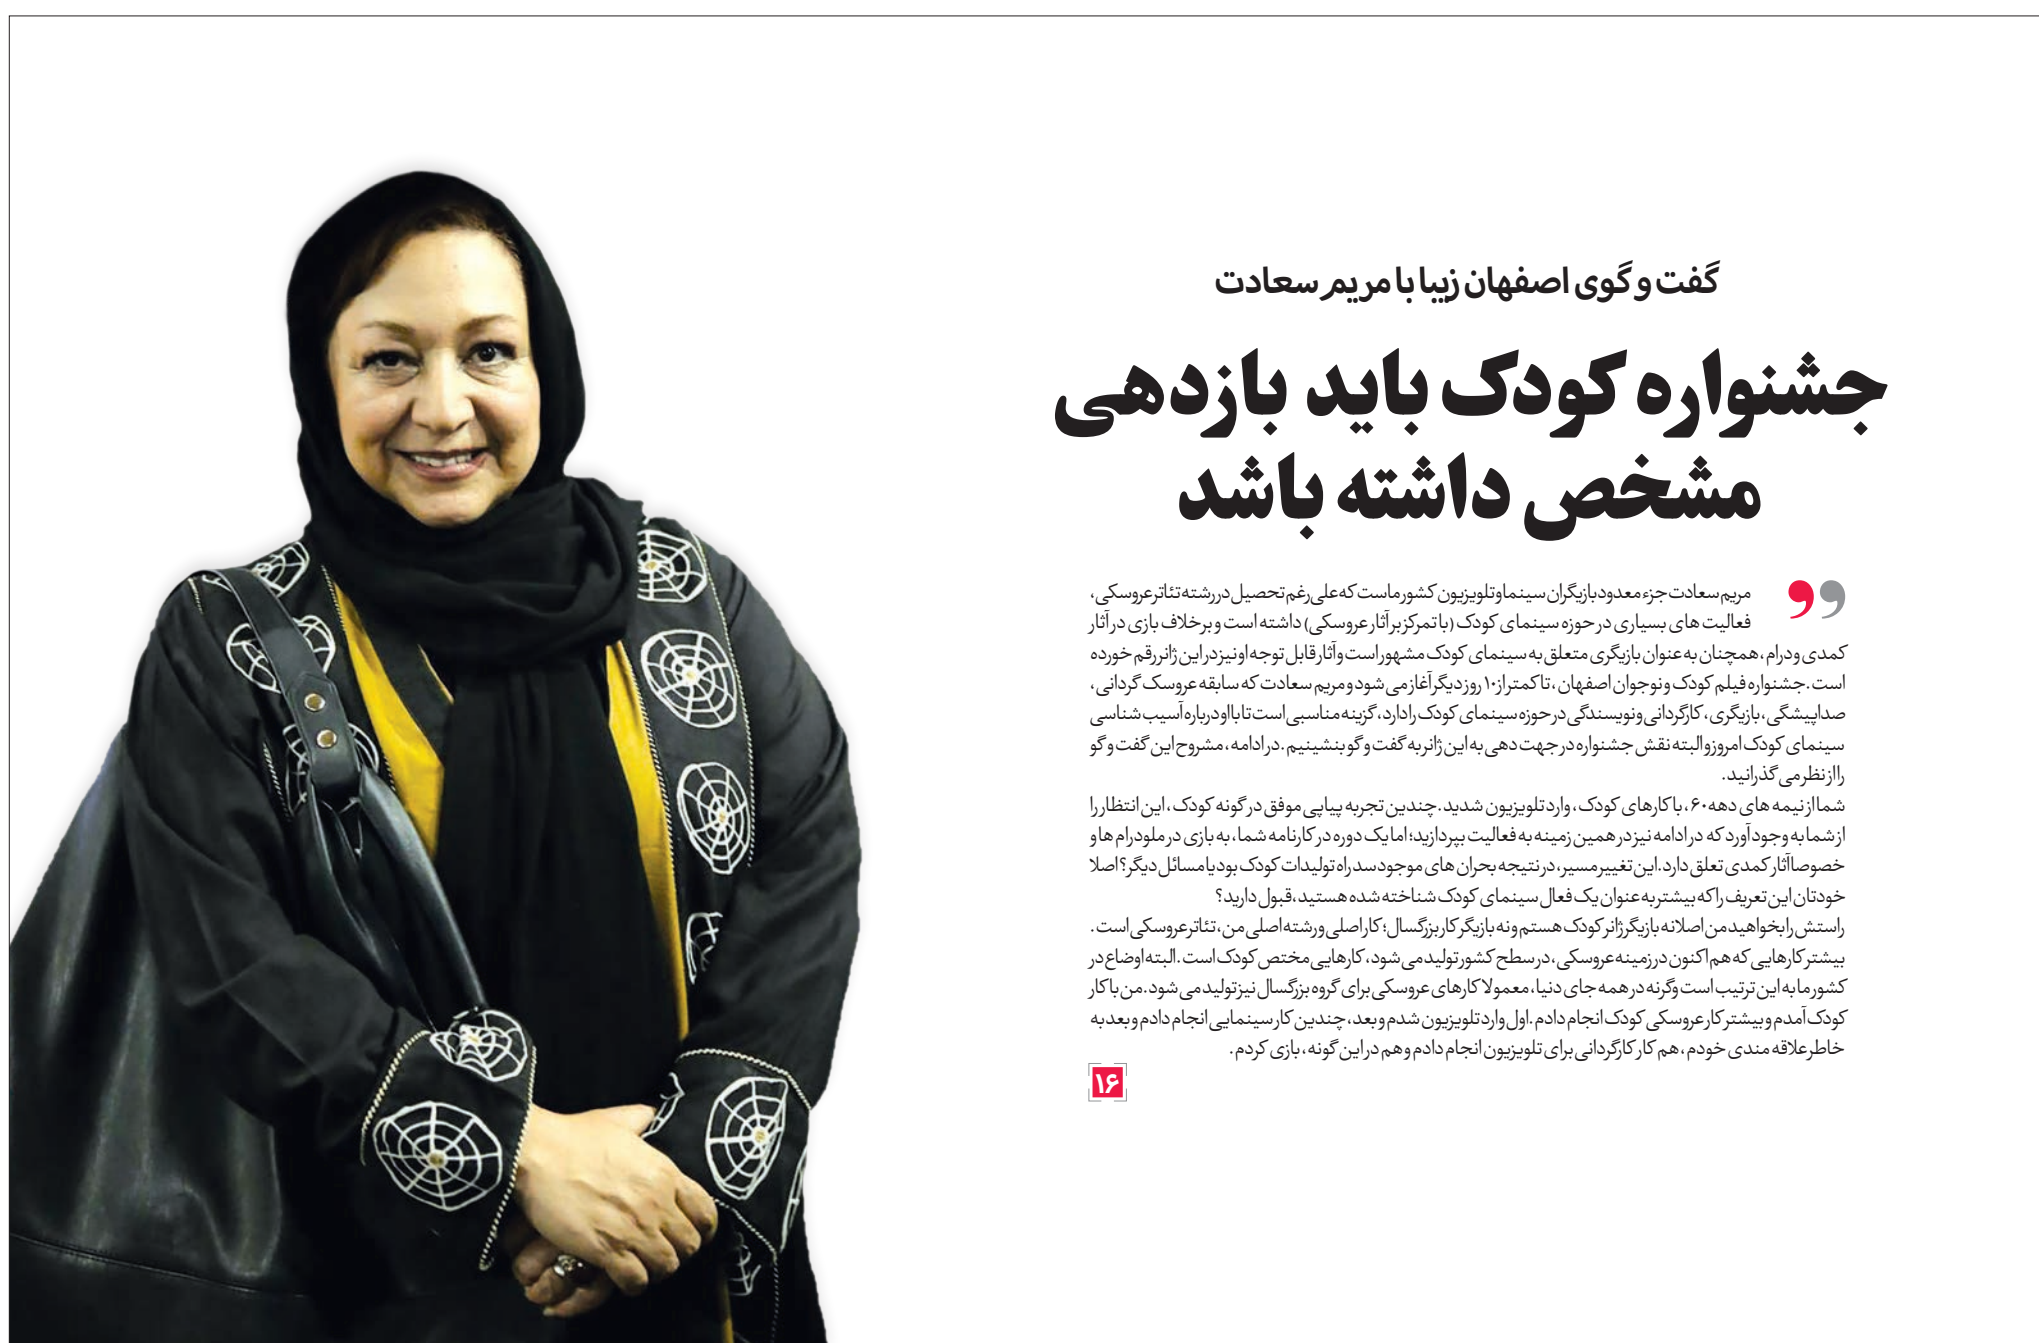 گفت و گوی اصفهان زیبا با مریم سعادت
جشنواره کودک باید بازدهی
مشخص داشته باشد
مریم سعادت جزء معدود بازیگران سینما و تلویزیون کشور ماست که علی رغم تحصیل در رشته تئاتر عروسکی،
فعالیت های بسیاری در حوزه سینمای کودک (با تمرکز بر آثار عروسکی) داشته است و برخلاف بازی در آثار
کمدی و درام، همچنان به عنوان بازیگری متعلق به سینمای کودک مشهور است و آثار قابل توجه او نیز در این ژانر رقم خورده
است. جشنواره فیلم کودک و نوجوان اصفهان، تا کمتر از ۱۰ روز دیگر آغاز می شود و مریم سعادت که سابقه عروسک گردانی،
صداپیشگی، بازیگری، کارگردانی و نویسندگی در حوزه سینمای کودک را دارد، گزینه مناسبی است تا با او درباره آسیب شناسی
سینمای کودک امروز و البته نقش جشنواره در جهت دهی به این ژانر به گفت و گو بنشینیم. در ادامه، مشروح این گفت و گو
را از نظر می گذرانید.
شما از نیمه های دهه ۶۰، با کارهای کودک، وارد تلویزیون شدید. چندین تجربه پیاپی موفق در گونه کودک، این انتظار را
از شما به وجود آورد که در ادامه نیز در همین زمینه به فعالیت بپردازید؛ اما یک دوره در کارنامه شما، به بازی در ملودرام ها و
خصوصا آثار کمدی تعلق دارد. این تغییر مسیر، در نتیجه بحران های موجود سد راه تولیدات کودک بود یا مسائل دیگر؟ اصلا
خودتان این تعریف را که بیشتر به عنوان یک فعال سینمای کودک شناخته شده هستید، قبول دارید؟
راستش را بخواهید من اصلا نه بازیگر ژانر کودک هستم و نه بازیگر کار بزرگسال؛ کار اصلی و رشته اصلی من، تئاتر عروسکی است.
بیشتر کارهایی که هم اکنون در زمینه عروسکی، در سطح کشور تولید می شود، کارهایی مختص کودک است. البته اوضاع در
کشور ما به این ترتیب است وگرنه در همه جای دنیا، معمولا کارهای عروسکی برای گروه بزرگسال نیز تولید می شود. من با کار
کودک آمدم و بیشتر کار عروسکی کودک انجام دادم. اول وارد تلویزیون شدم و بعد، چندین کار سینمایی انجام دادم و بعد به
خاطر علاقه مندی خودم، هم کار کارگردانی برای تلویزیون انجام دادم و هم در این گونه، بازی کردم.
۱۶